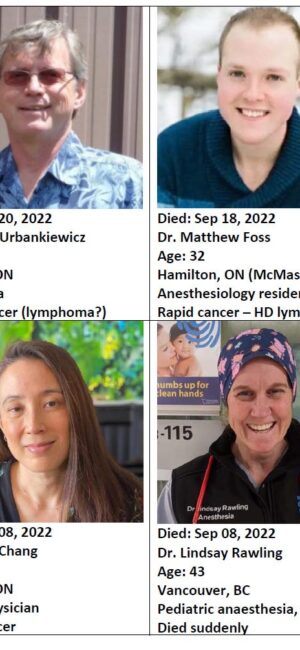 20, 2022
Urbankiewicz
ON
cer (lymphoma?)
Died: Sep 18, 2022
Dr. Matthew Foss
Age: 32
Hamilton, ON (McMas
Anesthesiology reside
Rapid cancer – HD lym
08, 2022
Chang
ON
ysician
cer
numbs up for
clean hands
-115
Dr Lindsay Rawling
Anesthesia
Died: Sep 08, 2022
Dr. Lindsay Rawling
Age: 43
Vancouver, BC
Pediatric anaesthesia,
Died suddenly